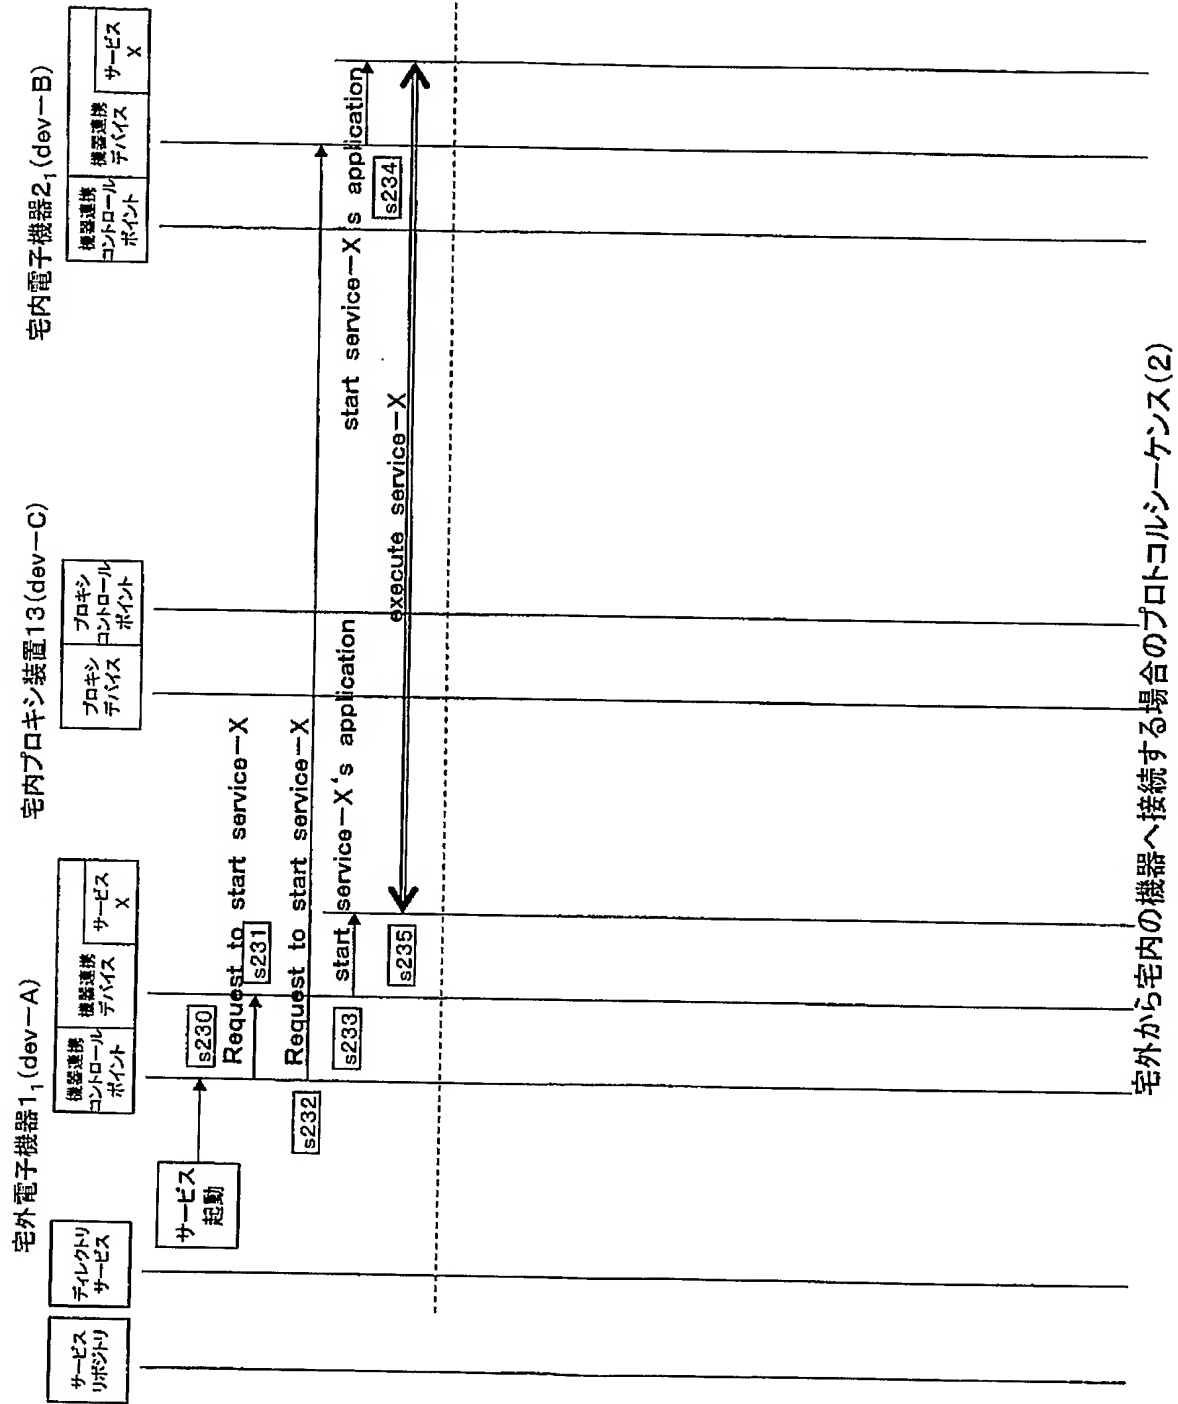 宅外電子機器1₁(dev-A)
宅内プロキシ装置13(dev-C)
宅内電子機器2₁(dev-B)
サービス
リポジトリ
ディレクトリ
サービス
機器連携
コントロール
ポイント
機器連携
デバイス
サービス
X
プロキシ
デバイス
プロキシ
コントロール
ポイント
機器連携
コントロール
ポイント
機器連携
デバイス
サービス
X
サービス
起動
s230
Request to start service-X
s231
Request to start service-X
s232
start service-X's application
s233
start service-X's application
s234
execute service-X
s235
宅外から宅内の機器へ接続する場合のプロトコルシーケンス(2)